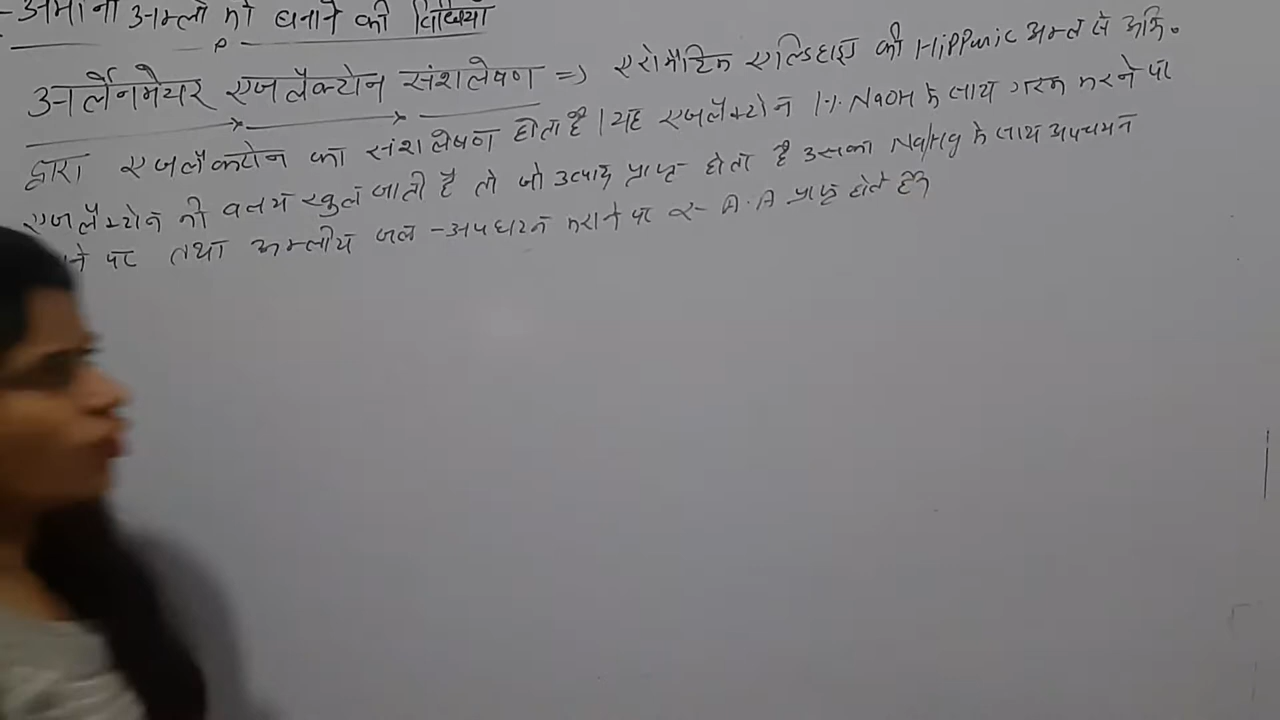 -अमीनो अम्लों को बनाने की विधियाँ
अर्लेनमेयर एजलैक्टोन संशलेषण => एरोमैटिक एल्डिहाइड की Hippuric अम्ल से अभि०
द्वारा एजलैक्टोन का संशलेषण होता है । यह एजलैक्टोन 1% NaOH के साथ गरम करने पर
एजलैक्टोन की वलय खुल जाती है तो जो उत्पाद प्राप्त होता है उसका Na/Hg के साथ अपचयन
ने पर तथा अम्लीय जल -अपघटन कराने पर α- A.A प्राप्त होते हैं